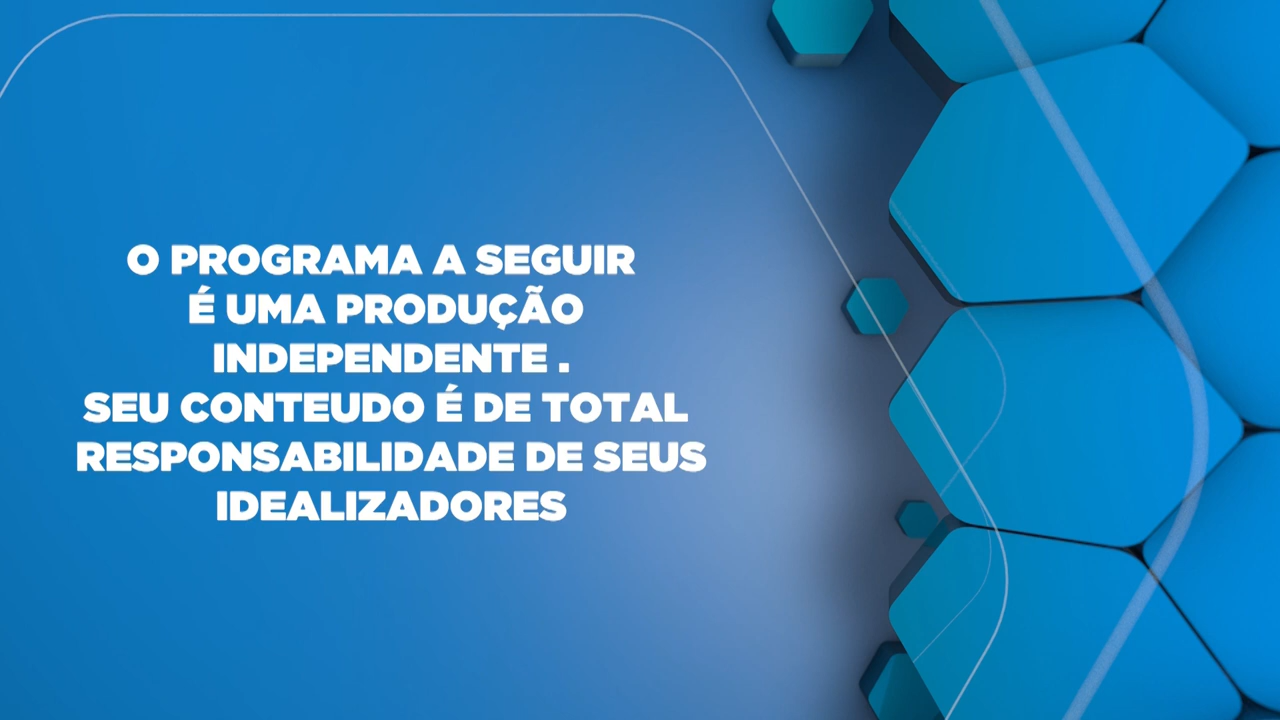 O PROGRAMA A SEGUIR
É UMA PRODUÇÃO
INDEPENDENTE .
SEU CONTEUDO É DE TOTAL
RESPONSABILIDADE DE SEUS
IDEALIZADORES